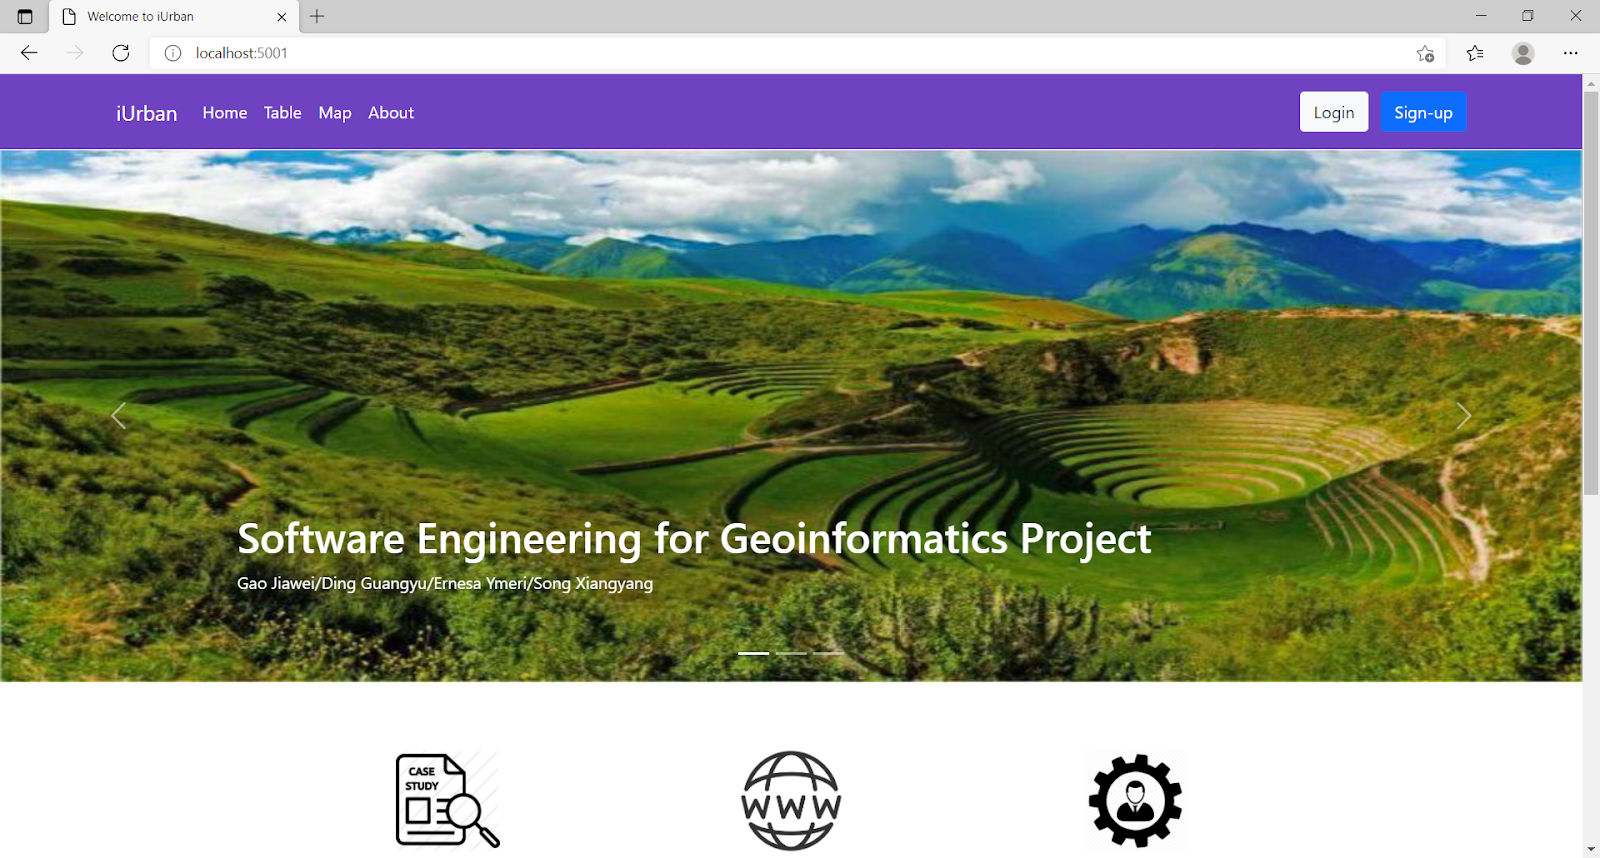 Welcome to iUrban
localhost:5001
iUrban Home Table Map About Login Sign-up
Software Engineering for Geoinformatics Project
Gao Jiawei/Ding Guangyu/Ernesa Ymeri/Song Xiangyang
CASE
STUDY
WWW